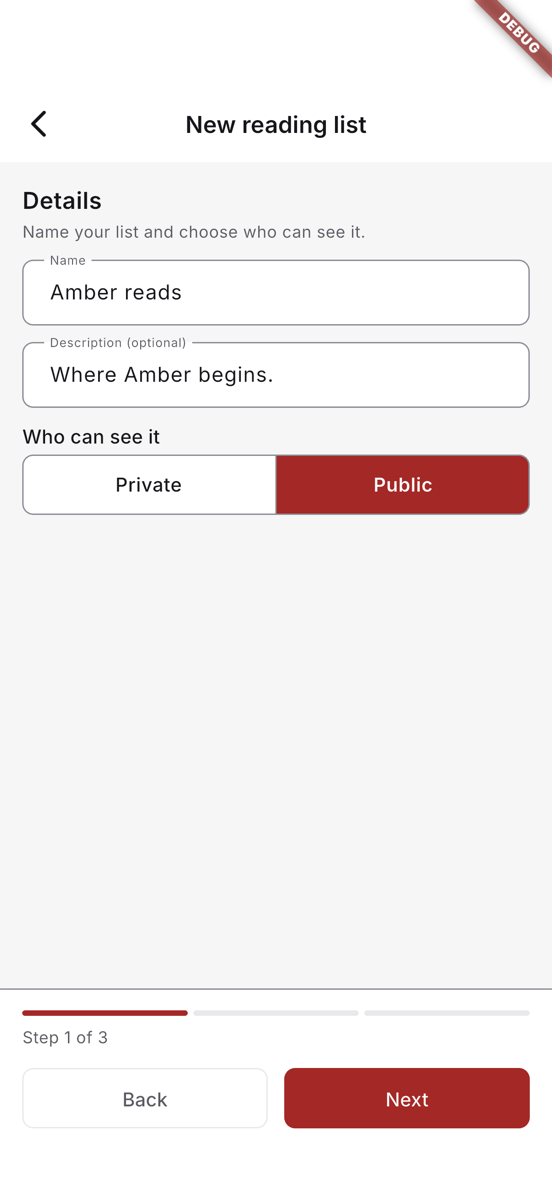 DEBUG
New reading list
Details
Name your list and choose who can see it.
Name
Amber reads
Description (optional)
Where Amber begins.
Who can see it
Private
Public
Step 1 of 3
Back
Next